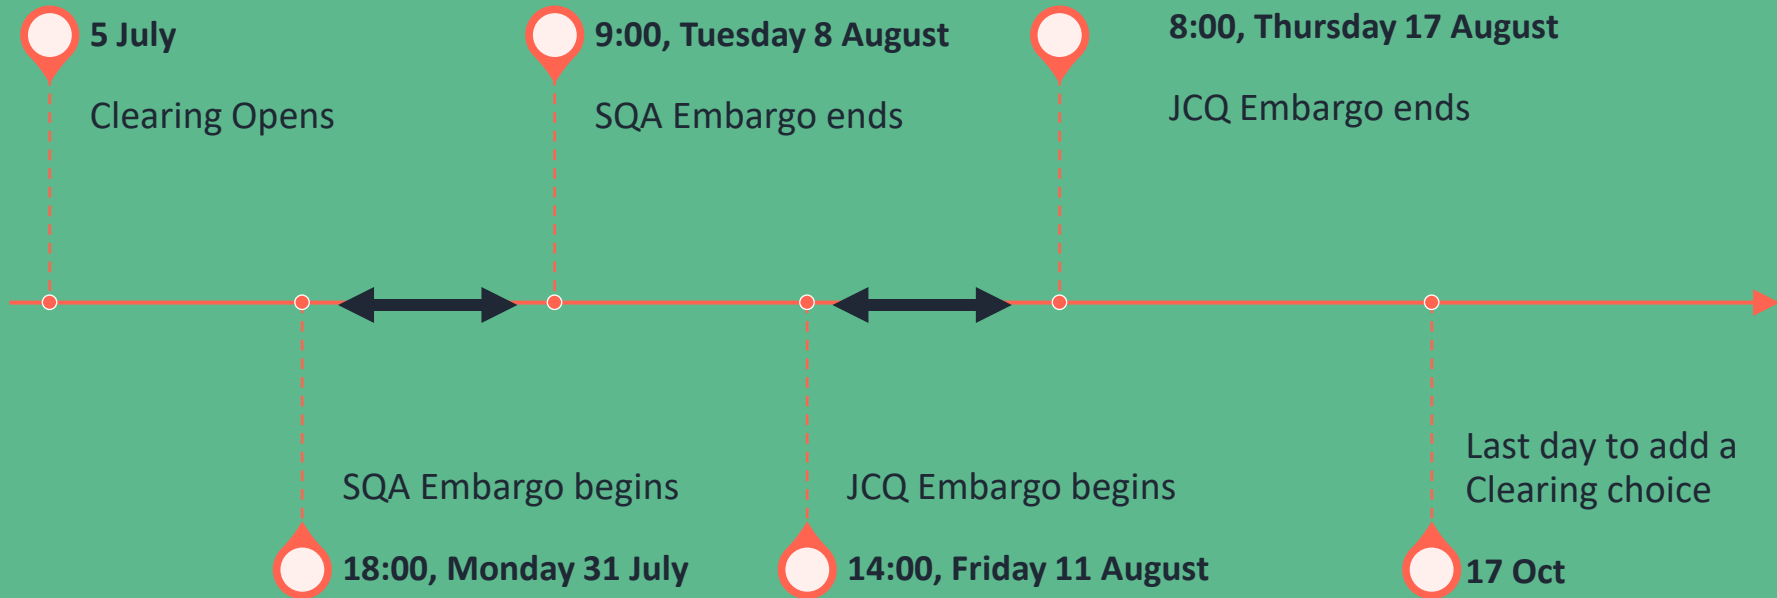 5 July
Clearing Opens
9:00, Tuesday 8 August
SQA Embargo ends
8:00, Thursday 17 August
JCQ Embargo ends
SQA Embargo begins
18:00, Monday 31 July
JCQ Embargo begins
14:00, Friday 11 August
Last day to add a
Clearing choice
17 Oct